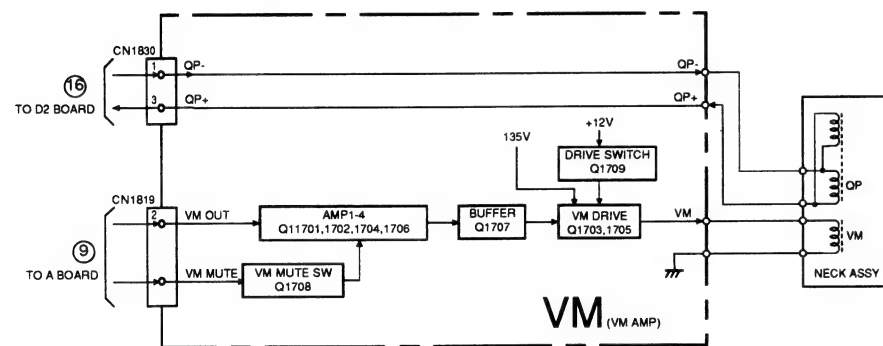 CN1830
1
QP-
QP-
16
TO D2 BOARD
3
QP+
QP+
+12V
135V
DRIVE SWITCH
Q1709
QP
CN1819
2
VM OUT
AMP1-4
Q11701,1702,1704,1706
BUFFER
Q1707
VM DRIVE
Q1703,1705
VM
VM
9
TO A BOARD
VM MUTE
VM MUTE SW
Q1708
NECK ASSY
VM (VM AMP)